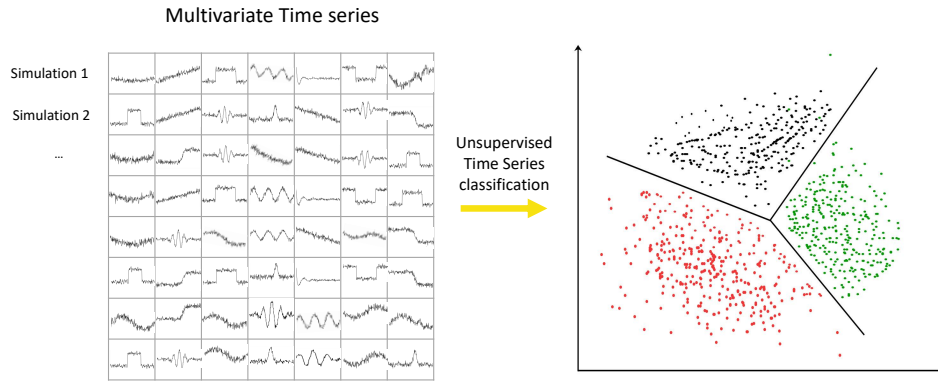 Multivariate Time series
Simulation 1
Simulation 2
...
Unsupervised
Time Series
classification